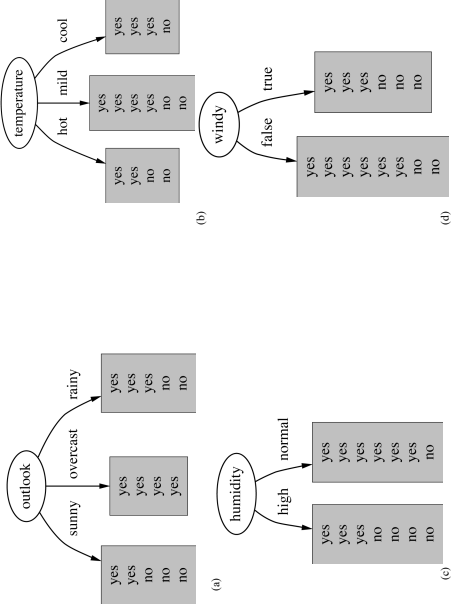 outlook
sunny
overcast
rainy
yes
yes
no
no
no
yes
yes
yes
yes
yes
yes
yes
no
no
(a)
temperature
hot
mild
cool
yes
yes
no
no
yes
yes
yes
yes
no
no
yes
yes
yes
no
(b)
humidity
high
normal
yes
yes
yes
no
no
no
no
yes
yes
yes
yes
yes
yes
no
(c)
windy
false
true
yes
yes
yes
yes
yes
yes
no
no
yes
yes
yes
no
no
no
(d)